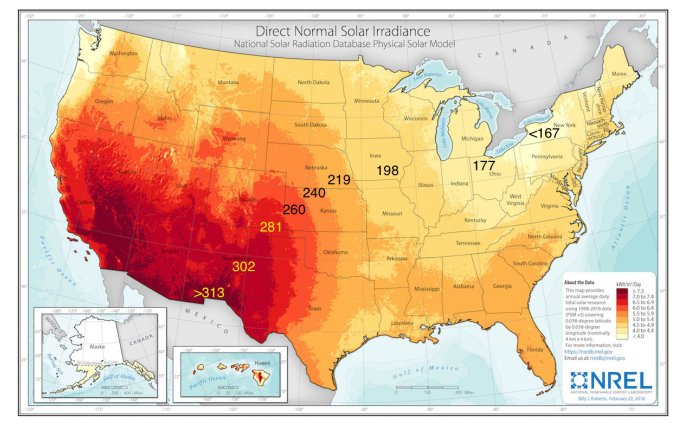 Direct Normal Solar Irradiance
National Solar Radiation Database Physical Solar Model
CANADA
Washington
Montana
North Dakota
Minnesota
Lake Superior
Maine
Oregon
Idaho
South Dakota
Wisconsin
Michigan
Vermont
New York
<167
Wyoming
Nebraska
Iowa
198
177
219
240
260
281
302
>313
Illinois
Indiana
Ohio
Pennsylvania
West
Virginia
Virginia
Kansas
Missouri
Kentucky
Tennessee
North Carolina
Oklahoma
Arkansas
South Carolina
Mississippi
Alabama
Georgia
Texas
Louisiana
Florida
MEXICO
Pacific Ocean
Atlantic Ocean
Gulf of Mexico
Alaska
CANADA
Gulf of Alaska
Hawaii
Pacific Ocean
About the Data
This map provides
annual average daily
total solar resource
using 1998-2016 data
(PSM v3) covering
0.038-degree latitude
by 0.038-degree
longitude (nominally
4 km x 4 km).
For more information, visit:
https://nsrdb.nrel.gov
Email us at: nsrdb@nrel.gov
kWh/m²/Day
≥ 7.5
7.0 to 7.4
6.5 to 6.9
6.0 to 6.4
5.5 to 5.9
5.0 to 5.4
4.5 to 4.9
4.0 to 4.4
< 4.0
NREL
NATIONAL RENEWABLE ENERGY LABORATORY
Billy J. Roberts, February 22, 2018